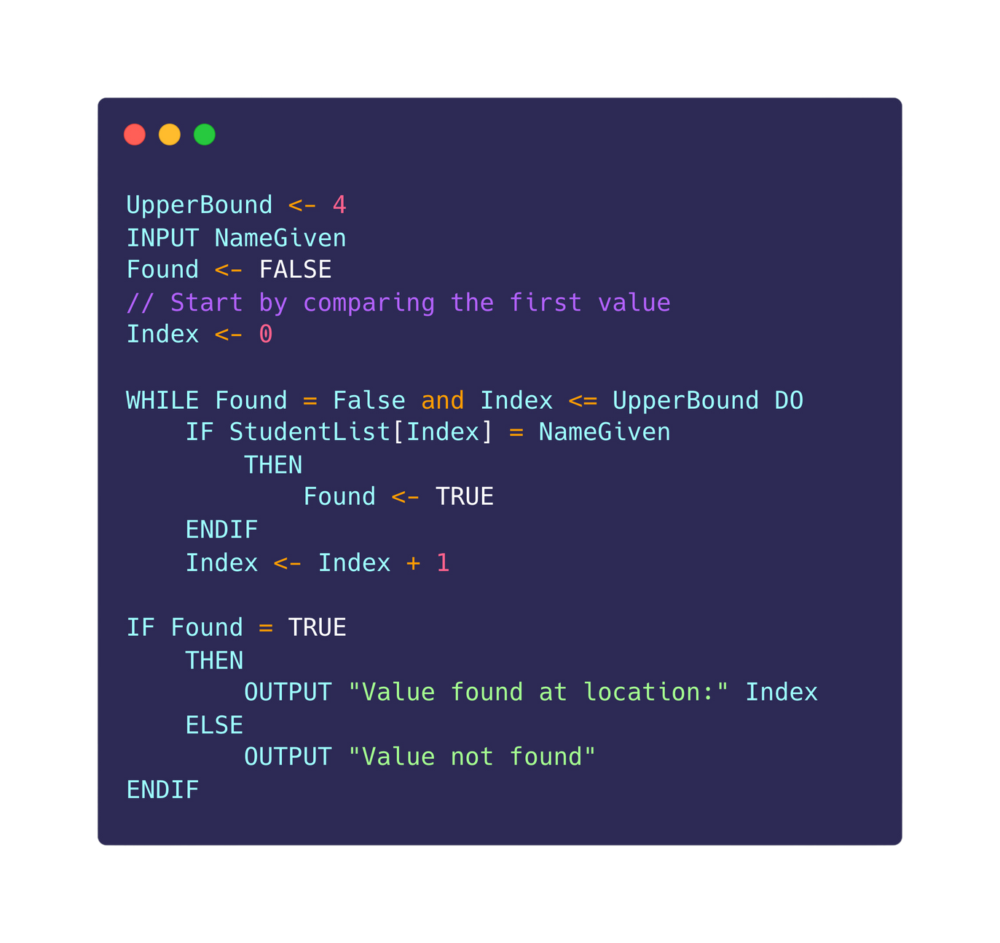 UpperBound <- 4
INPUT NameGiven
Found <- FALSE
// Start by comparing the first value
Index <- 0
WHILE Found = False and Index <= UpperBound DO
    IF StudentList[Index] = NameGiven
        THEN
            Found <- TRUE
    ENDIF
    Index <- Index + 1
IF Found = TRUE
    THEN
        OUTPUT "Value found at location:" Index
    ELSE
        OUTPUT "Value not found"
ENDIF